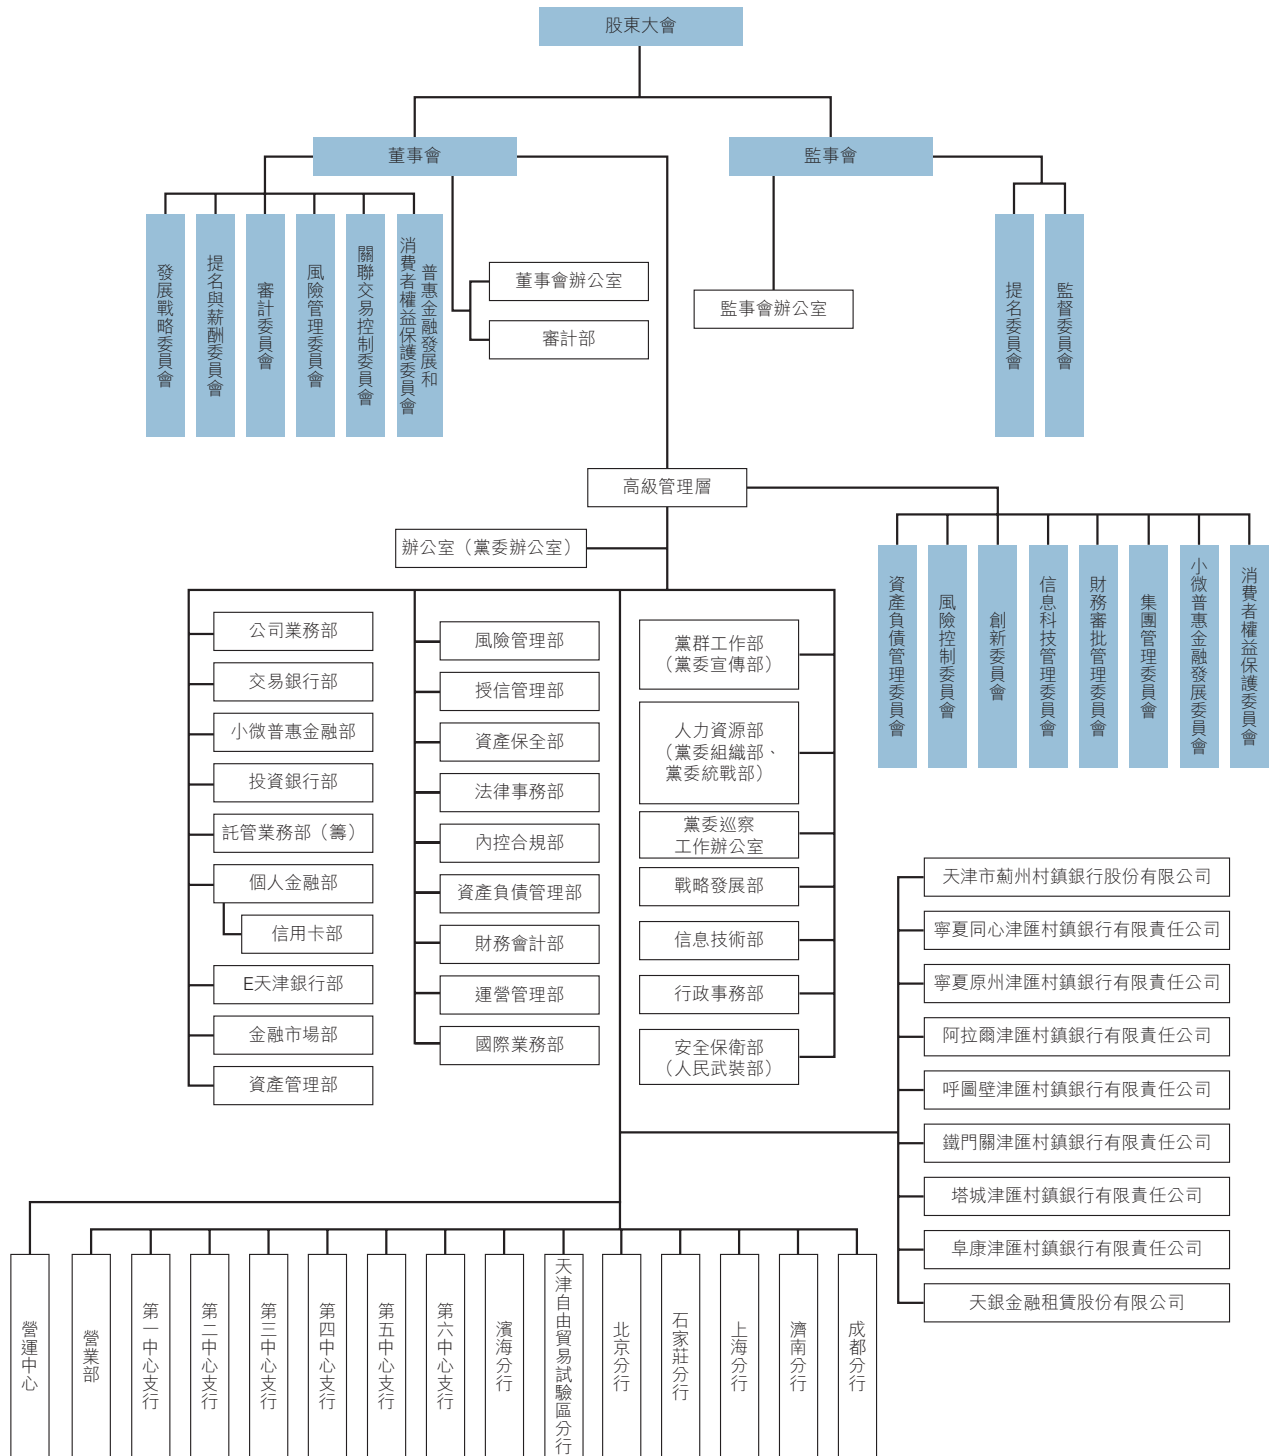 股東大會
董事會
監事會
發展戰略委員會
提名與薪酬委員會
審計委員會
風險管理委員會
關聯交易控制委員會
普惠金融發展和
消費者權益保護委員會
董事會辦公室
審計部
監事會辦公室
提名委員會
監督委員會
高級管理層
辦公室（黨委辦公室）
資產負債管理委員會
風險控制委員會
創新委員會
信息科技管理委員會
財務審批管理委員會
集團管理委員會
小微普惠金融發展委員會
消費者權益保護委員會
公司業務部
交易銀行部
小微普惠金融部
投資銀行部
託管業務部（籌）
個人金融部
信用卡部
E天津銀行部
金融市場部
資產管理部
風險管理部
授信管理部
資產保全部
法律事務部
內控合規部
資產負債管理部
財務會計部
運營管理部
國際業務部
黨群工作部
（黨委宣傳部）
人力資源部
（黨委組織部、
黨委統戰部）
黨委巡察
工作辦公室
戰略發展部
信息技術部
行政事務部
安全保衛部
（人民武裝部）
天津市薊州村鎮銀行股份有限公司
寧夏同心津匯村鎮銀行有限責任公司
寧夏原州津匯村鎮銀行有限責任公司
阿拉爾津匯村鎮銀行有限責任公司
呼圖壁津匯村鎮銀行有限責任公司
鐵門關津匯村鎮銀行有限責任公司
塔城津匯村鎮銀行有限責任公司
阜康津匯村鎮銀行有限責任公司
天銀金融租賃股份有限公司
營運中心
營業部
第一中心支行
第二中心支行
第三中心支行
第四中心支行
第五中心支行
第六中心支行
濱海分行
天津自由貿易試驗區分行
北京分行
石家莊分行
上海分行
濟南分行
成都分行